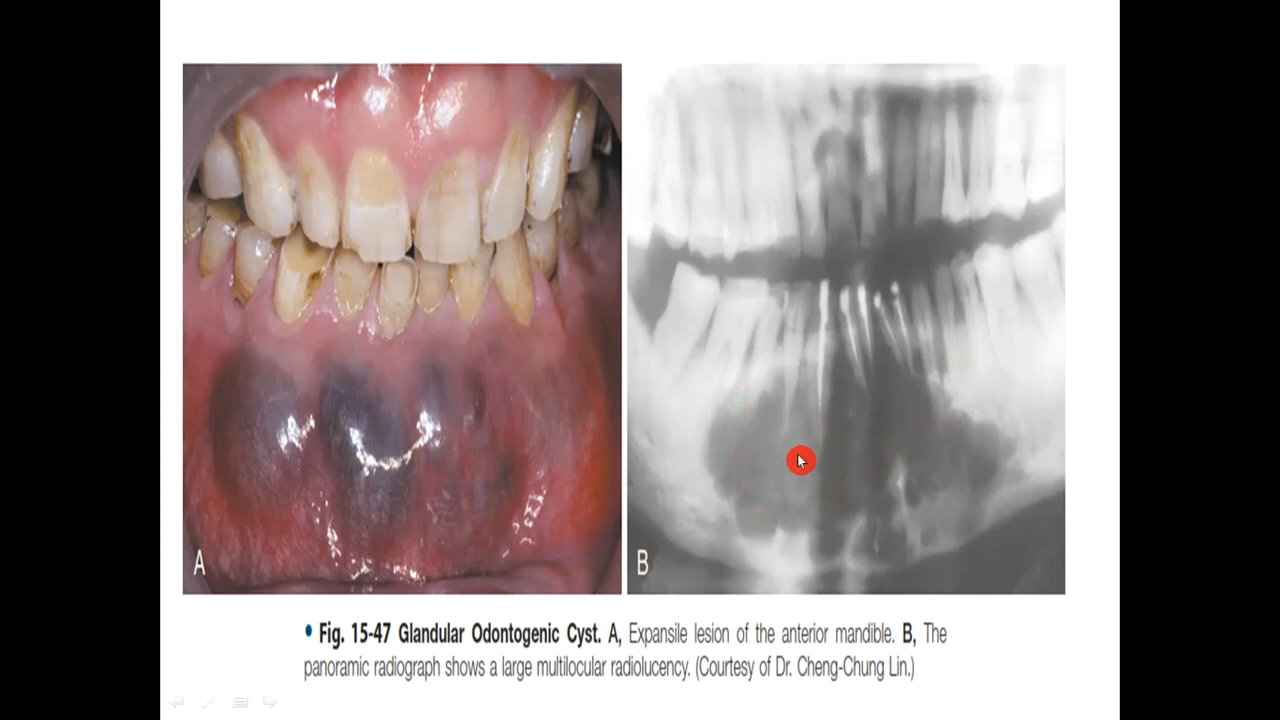 A
B
• Fig. 15-47 Glandular Odontogenic Cyst. A, Expansile lesion of the anterior mandible. B, The
panoramic radiograph shows a large multilocular radiolucency. (Courtesy of Dr. Cheng-Chung Lin.)